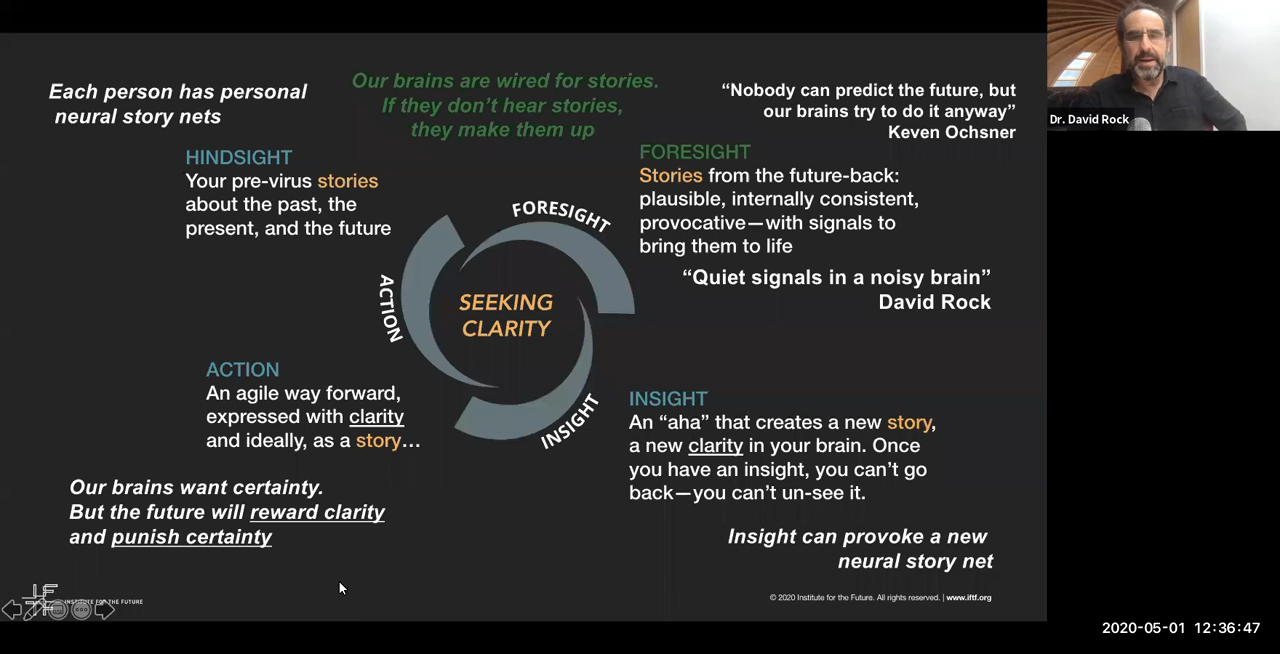 Each person has personal
neural story nets
Our brains are wired for stories.
If they don't hear stories,
they make them up
“Nobody can predict the future, but
our brains try to do it anyway”
Keven Ochsner
Dr. David Rock
HINDSIGHT
Your pre-virus stories
about the past, the
present, and the future
FORESIGHT
Stories from the future-back:
plausible, internally consistent,
provocative—with signals to
bring them to life
“Quiet signals in a noisy brain”
David Rock
FORESIGHT
ACTION
INSIGHT
SEEKING
CLARITY
ACTION
An agile way forward,
expressed with clarity
and ideally, as a story...
INSIGHT
An “aha” that creates a new story,
a new clarity in your brain. Once
you have an insight, you can't go
back—you can't un-see it.
Our brains want certainty.
But the future will reward clarity
and punish certainty
Insight can provoke a new
neural story net
IF
TF
INSTITUTE FOR THE FUTURE
© 2020 Institute for the Future. All rights reserved. | www.iftf.org
2020-05-01 12:36:47